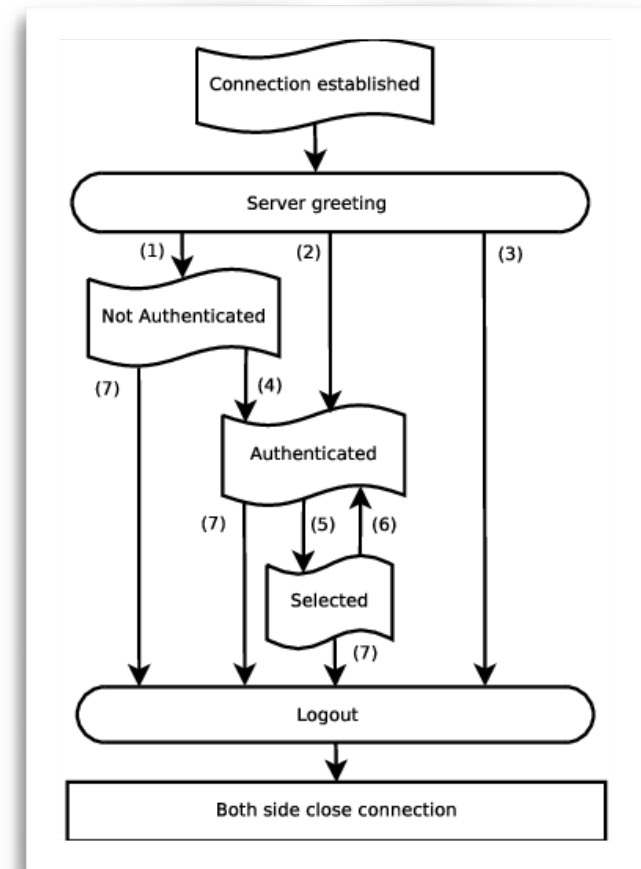 Connection established
Server greeting
(1)
(2)
(3)
Not Authenticated
(7)
(4)
Authenticated
(7)
(5)
(6)
Selected
(7)
Logout
Both side close connection